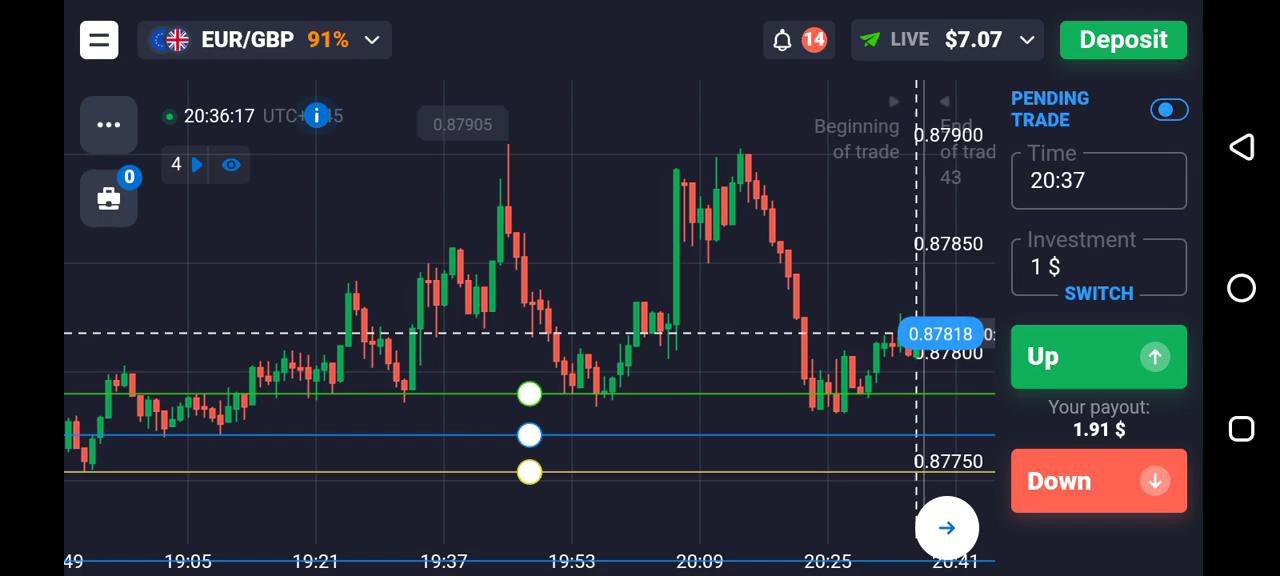 EUR/GBP 91%
14
LIVE $7.07
Deposit
20:36:17 UTC+ 45
0.87905
4
0
Beginning
of trade
End
of trad
43
0.87900
0.87850
0.87818
0:
0.87800
0.87750
49 19:05 19:21 19:37 19:53 20:09 20:25 20:41
PENDING
TRADE
Time
20:37
Investment
1 $
SWITCH
Up
Your payout:
1.91 $
Down